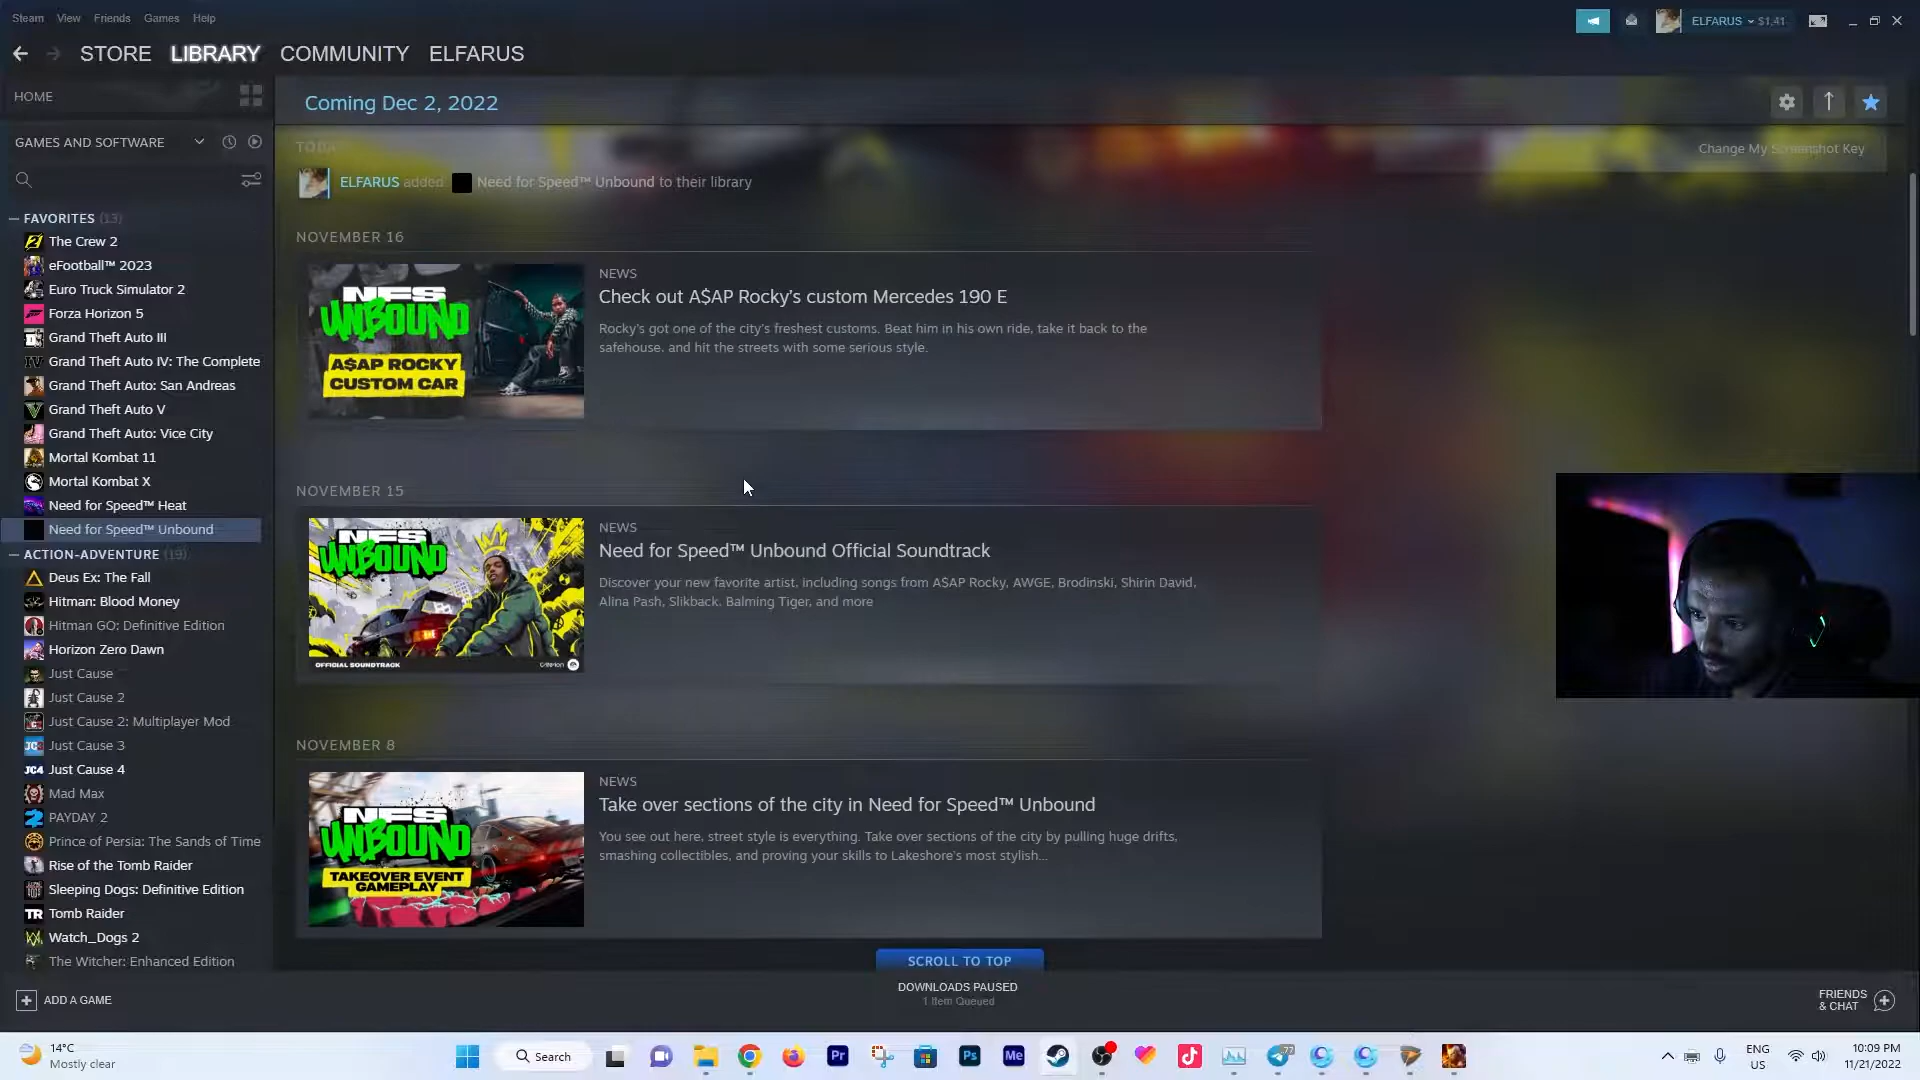 Steam View Friends Games Help
ELFARUS $1.41
STORE LIBRARY COMMUNITY ELFARUS
HOME
GAMES AND SOFTWARE
FAVORITES (13)
The Crew 2
eFootball™ 2023
Euro Truck Simulator 2
Forza Horizon 5
Grand Theft Auto III
Grand Theft Auto IV: The Complete
Grand Theft Auto: San Andreas
Grand Theft Auto V
Grand Theft Auto: Vice City
Mortal Kombat 11
Mortal Kombat X
Need for Speed™ Heat
Need for Speed™ Unbound
ACTION-ADVENTURE (19)
Deus Ex: The Fall
Hitman: Blood Money
Hitman GO: Definitive Edition
Horizon Zero Dawn
Just Cause
Just Cause 2
Just Cause 2: Multiplayer Mod
JC3 Just Cause 3
JC4 Just Cause 4
Mad Max
PAYDAY 2
Prince of Persia: The Sands of Time
Rise of the Tomb Raider
Sleeping Dogs: Definitive Edition
TR Tomb Raider
Watch_Dogs 2
The Witcher: Enhanced Edition
ADD A GAME
Coming Dec 2, 2022
TODA
Change My Screenshot Key
ELFARUS added Need for Speed™ Unbound to their library
NOVEMBER 16
NFS
UNBOUND
A$AP ROCKY
CUSTOM CAR
NEWS
Check out A$AP Rocky's custom Mercedes 190 E
Rocky's got one of the city's freshest customs. Beat him in his own ride, take it back to the
safehouse, and hit the streets with some serious style.
NOVEMBER 15
NFS
UNBOUND
OFFICIAL SOUNDTRACK
NEWS
Need for Speed™ Unbound Official Soundtrack
Discover your new favorite artist, including songs from A$AP Rocky, AWGE, Brodinski, Shirin David,
Alina Pash, Slikback, Balming Tiger, and more
NOVEMBER 8
NFS
UNBOUND
TAKEOVER EVENT
GAMEPLAY
NEWS
Take over sections of the city in Need for Speed™ Unbound
You see out here, street style is everything. Take over sections of the city by pulling huge drifts,
smashing collectibles, and proving your skills to Lakeshore's most stylish...
SCROLL TO TOP
DOWNLOADS PAUSED
1 Item Queued
FRIENDS
& CHAT
14°C
Mostly clear
Search
Pr
Ps
Me
77
ENG
US
10:09 PM
11/21/2022